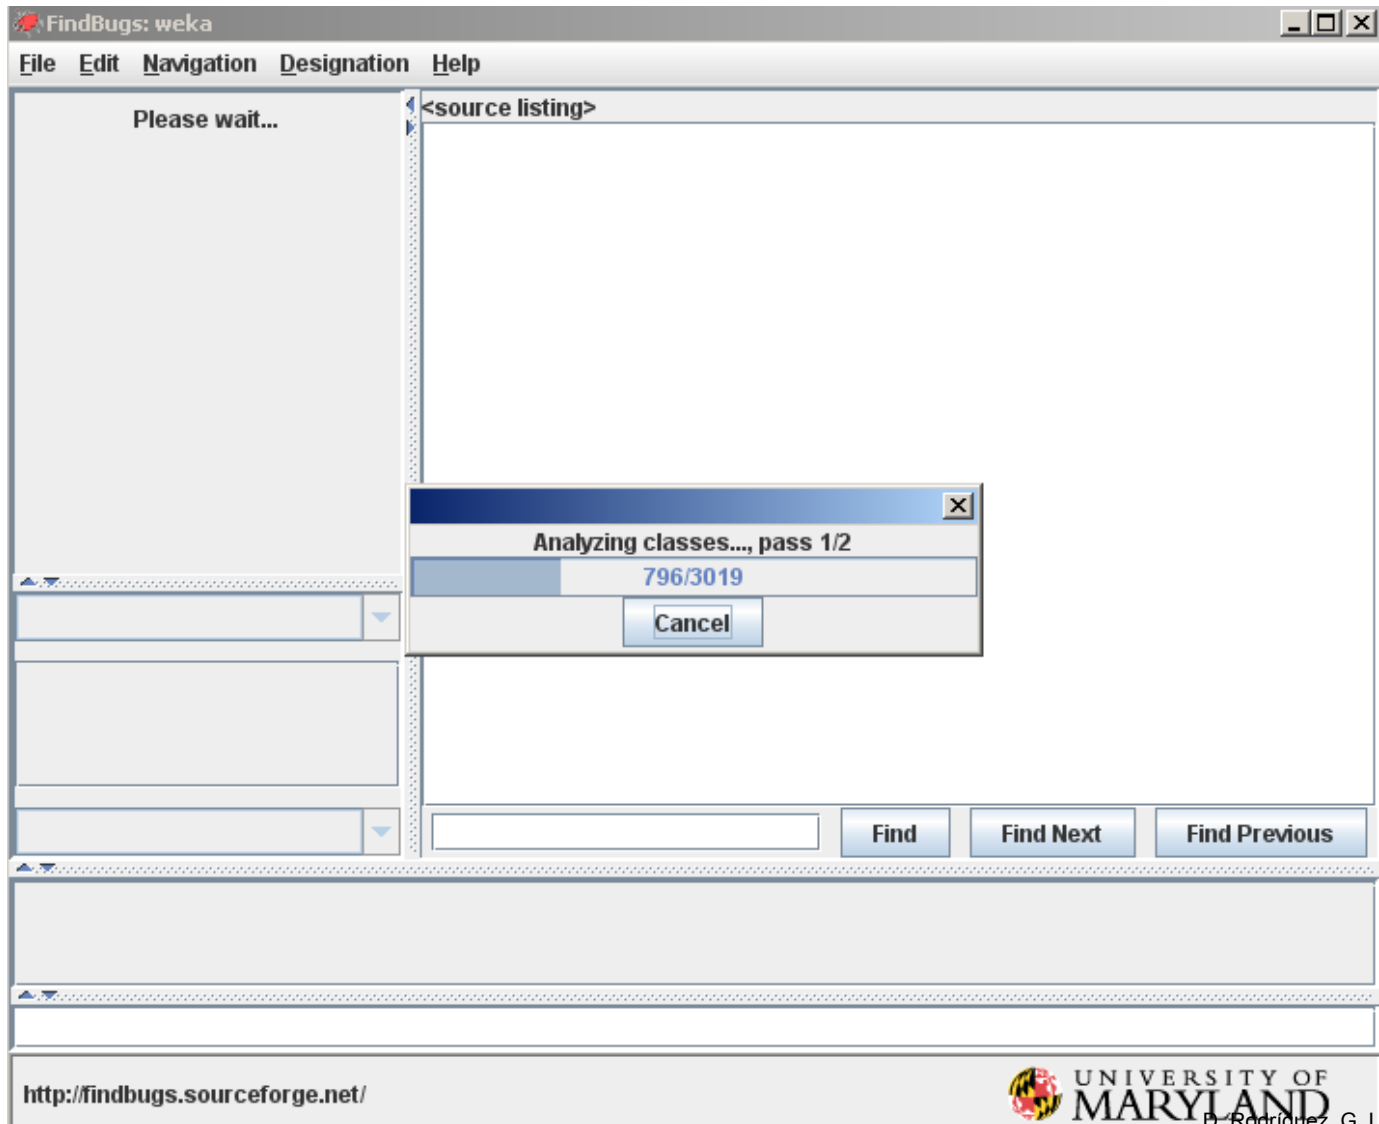 FindBugs: weka
File Edit Navigation Designation Help
Please wait...
<source listing>
Analyzing classes..., pass 1/2
796/3019
Cancel
Find Find Next Find Previous
http://findbugs.sourceforge.net/
UNIVERSITY OF
MARYLAND
D. Rodríguez, G.